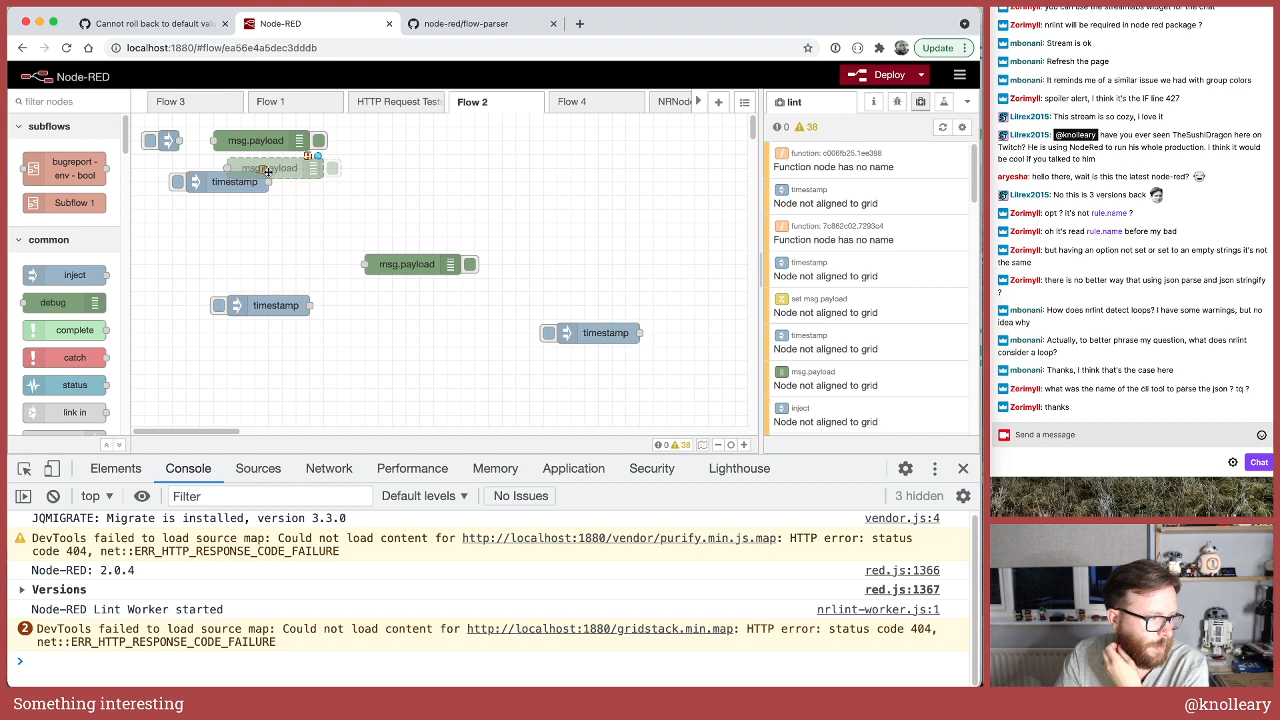 Cannot roll back to default val
Node-RED
node-red/flow-parser
localhost:1880/#flow/ea56e4a5dec3dddb
Update
Node-RED
Deploy
filter nodes
Flow 3
Flow 1
HTTP Request Test
Flow 2
Flow 4
NRNod
lint
subflows
bugreport -
env - bool
Subflow 1
common
inject
debug
complete
catch
status
link in
msg.payload
timestamp
msg.payload
timestamp
timestamp
0 38
0 38
function: c006fb25.1ee398
Function node has no name
timestamp
Node not aligned to grid
function: 7c862c02.7293c4
Function node has no name
timestamp
Node not aligned to grid
set msg.payload
Node not aligned to grid
timestamp
Node not aligned to grid
msg.payload
Node not aligned to grid
inject
Node not aligned to grid
Elements
Console
Sources
Network
Performance
Memory
Application
Security
Lighthouse
top
Filter
Default levels
No Issues
3 hidden
JQMIGRATE: Migrate is installed, version 3.3.0 vendor.js:4
DevTools failed to load source map: Could not load content for http://localhost:1880/vendor/purify.min.js.map: HTTP error: status
code 404, net::ERR_HTTP_RESPONSE_CODE_FAILURE
Node-RED: 2.0.4 red.js:1366
Versions red.js:1367
Node-RED Lint Worker started nrlint-worker.js:1
2 DevTools failed to load source map: Could not load content for http://localhost:1880/gridstack.min.map: HTTP error: status code 404,
net::ERR_HTTP_RESPONSE_CODE_FAILURE
Zorimyll: nrlint will be required in node red package ?
mbonani: Stream is ok
mbonani: Refresh the page
mbonani: It reminds me of a similar issue we had with group colors
Zorimyll: spoiler alert, I think it's the IF line 427
Lilrex2015: This stream is so cozy, i love it
Lilrex2015: @knolleary have you ever seen TheSushiDragon here on
Twitch? He is using NodeRed to run his whole production. I think it would
be cool if you talked to him
aryesha: hello there, wait is this the latest node-red?
Lilrex2015: No this is 3 versions back
Zorimyll: opt ? it's not rule.name ?
Zorimyll: oh it's read rule.name before my bad
Zorimyll: but having an option not set or set to an empty strings it's not
the same
Zorimyll: there is no better way that using json parse and json stringify
?
mbonani: How does nrlint detect loops? I have some warnings, but no
idea why
mbonani: Actually, to better phrase my question, what does nrlint
consider a loop?
mbonani: Thanks, I think that's the case here
Zorimyll: what was the name of the cli tool to parse the json ? tq ?
Zorimyll: thanks
Send a message
Chat
Something interesting
@knolleary